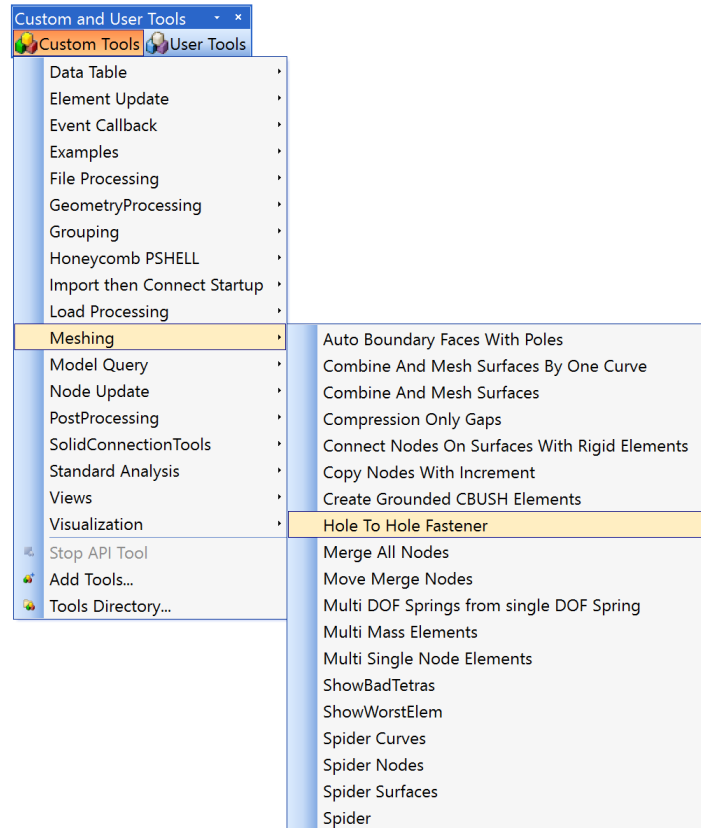 Custom and User Tools
Custom Tools User Tools
Data Table
Element Update
Event Callback
Examples
File Processing
GeometryProcessing
Grouping
Honeycomb PSHELL
Import then Connect Startup
Load Processing
Meshing
Model Query
Node Update
PostProcessing
SolidConnectionTools
Standard Analysis
Views
Visualization
Stop API Tool
Add Tools...
Tools Directory...
Auto Boundary Faces With Poles
Combine And Mesh Surfaces By One Curve
Combine And Mesh Surfaces
Compression Only Gaps
Connect Nodes On Surfaces With Rigid Elements
Copy Nodes With Increment
Create Grounded CBUSH Elements
Hole To Hole Fastener
Merge All Nodes
Move Merge Nodes
Multi DOF Springs from single DOF Spring
Multi Mass Elements
Multi Single Node Elements
ShowBadTetras
ShowWorstElem
Spider Curves
Spider Nodes
Spider Surfaces
Spider